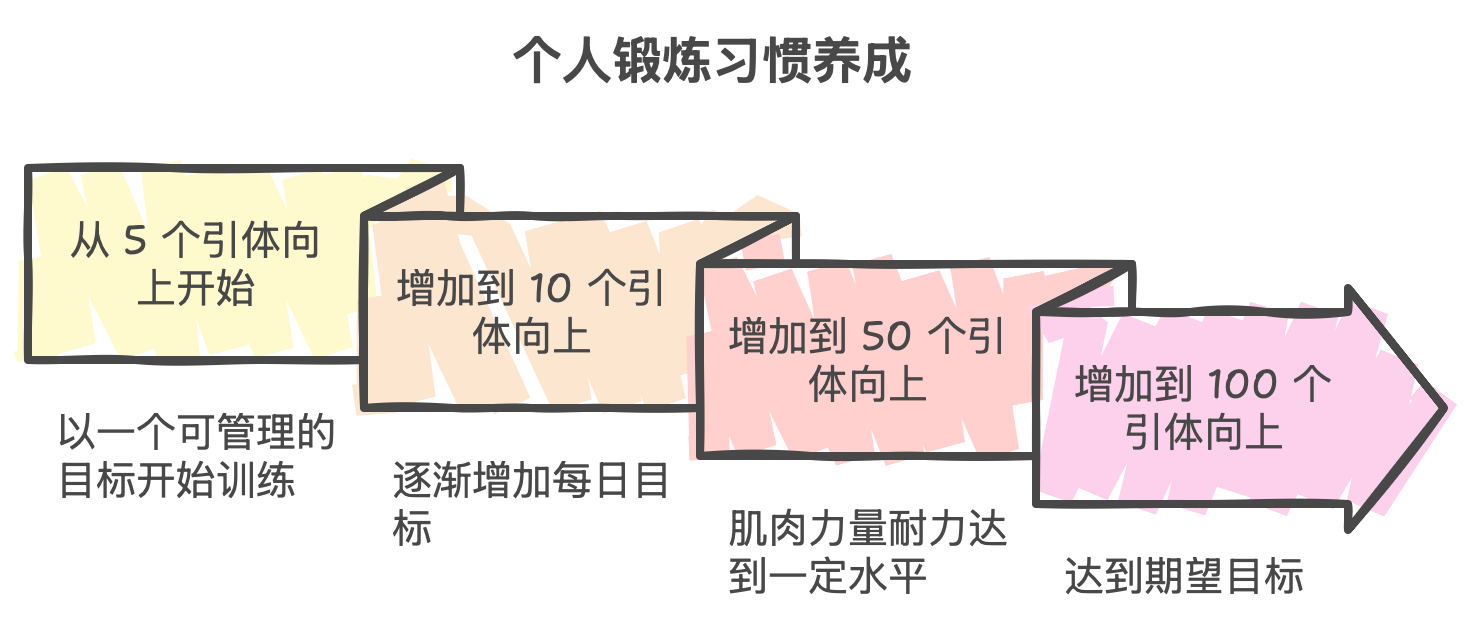 个人锻炼习惯养成
从 5 个引体向
上开始
以一个可管理的
目标开始训练
增加到 10 个引
体向上
逐渐增加每日目
标
增加到 50 个引
体向上
肌肉力量耐力达
到一定水平
增加到 100 个
引体向上
达到期望目标